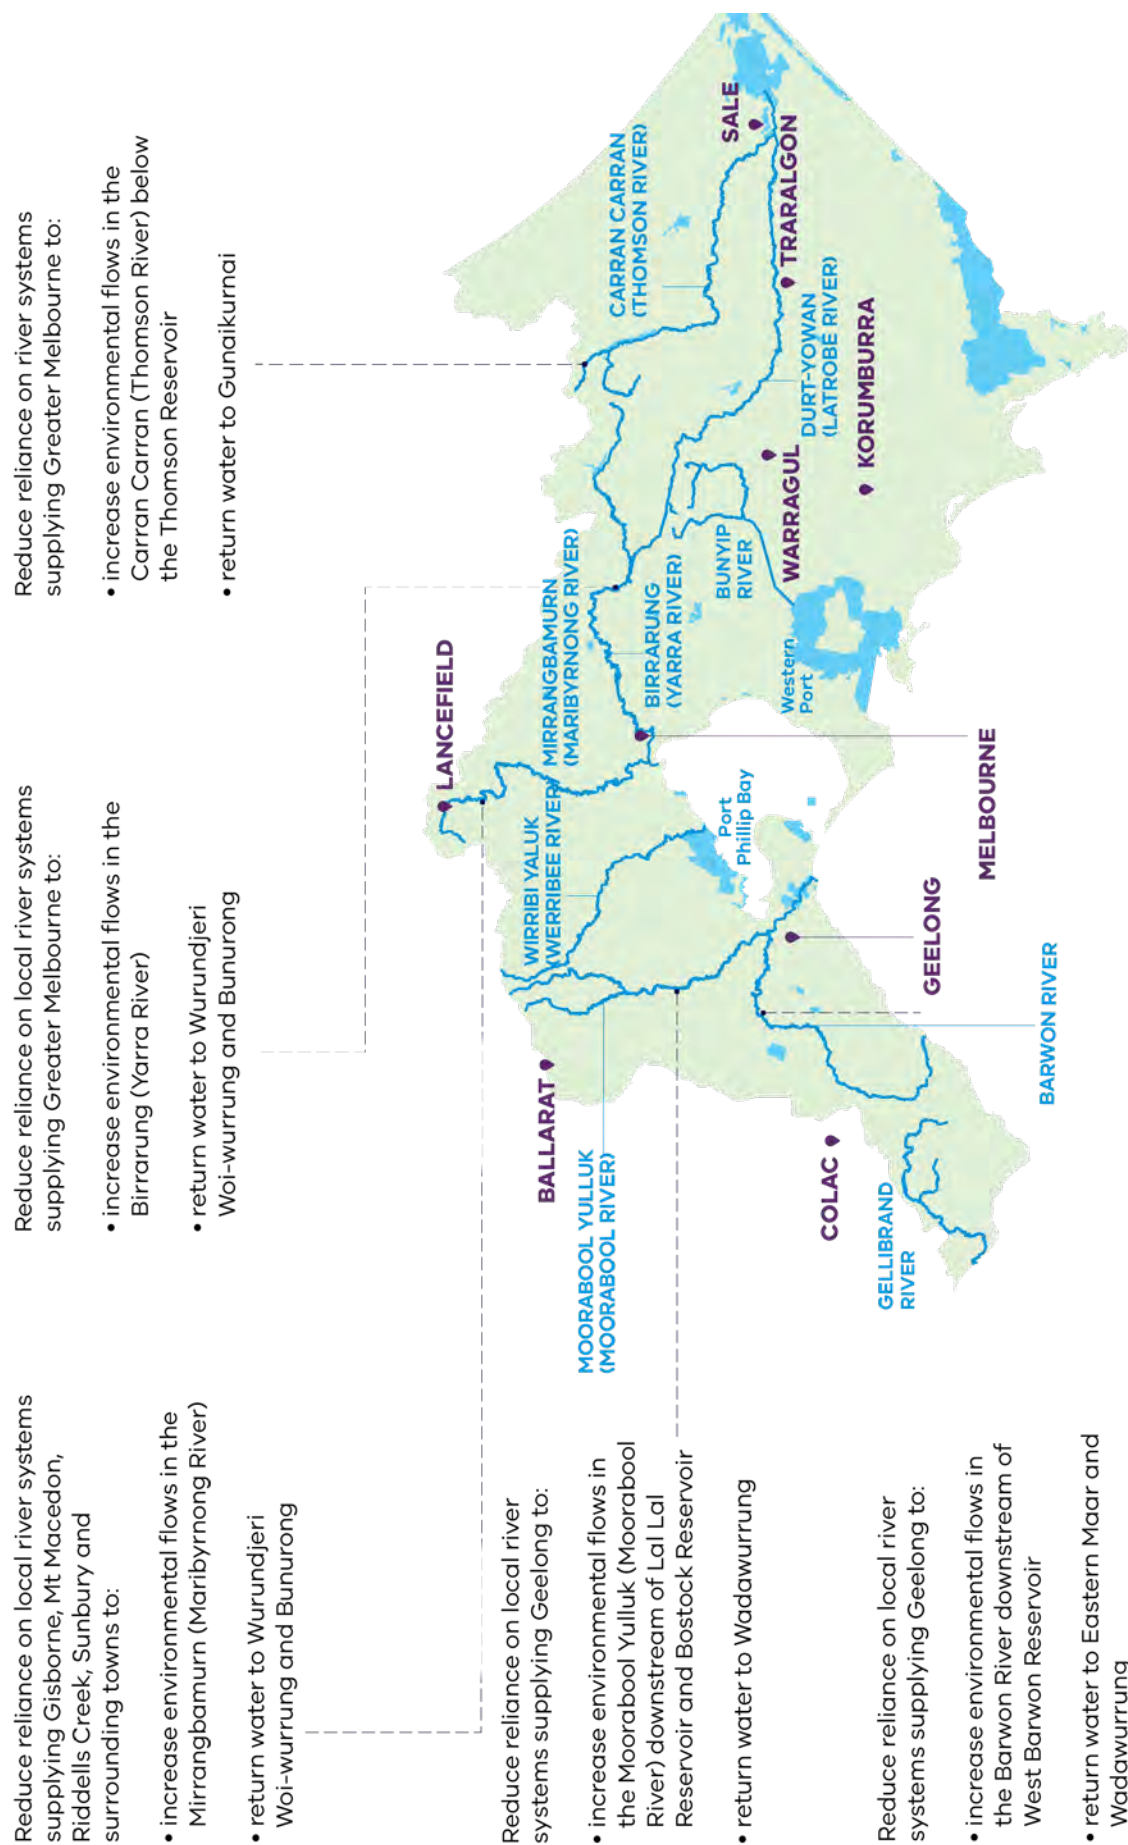 Reduce reliance on local river systems
supplying Gisborne, Mt Macedon,
Riddells Creek, Sunbury and
surrounding towns to:
• increase environmental flows in the
Mirrangbamurn (Maribyrnong River)
• return water to Wurundjeri
Woi-wurrung and Bunurong
Reduce reliance on local river systems
supplying Greater Melbourne to:
• increase environmental flows in the
Birrarung (Yarra River)
• return water to Wurundjeri
Woi-wurrung and Bunurong
Reduce reliance on river systems
supplying Greater Melbourne to:
• increase environmental flows in the
Carran Carran (Thomson River) below
the Thomson Reservoir
• return water to Gunaikurnai
Reduce reliance on local river
systems supplying Geelong to:
• increase environmental flows in
the Moorabool Yulluk (Moorabool
River) downstream of Lal Lal
Reservoir and Bostock Reservoir
• return water to Wadawurrung
Reduce reliance on local river
systems supplying Geelong to:
• increase environmental flows in
the Barwon River downstream of
West Barwon Reservoir
• return water to Eastern Maar and
Wadawurrung
LANCEFIELD
BALLARAT
MOORABOOL YULLUK
(MOORABOOL RIVER)
WIRRIBI YALUK
(WERRIBEE RIVER)
MIRRANGBAMURN
(MARIBYRNONG RIVER)
BIRRARUNG
(YARRA RIVER)
BUNYIP
RIVER
CARRAN CARRAN
(THOMSON RIVER)
SALE
TRARALGON
DURT-YOWAN
(LATROBE RIVER)
WARRAGUL
KORUMBURRA
Western
Port
Port
Phillip Bay
MELBOURNE
GEELONG
BARWON RIVER
COLAC
GELLIBRAND
RIVER